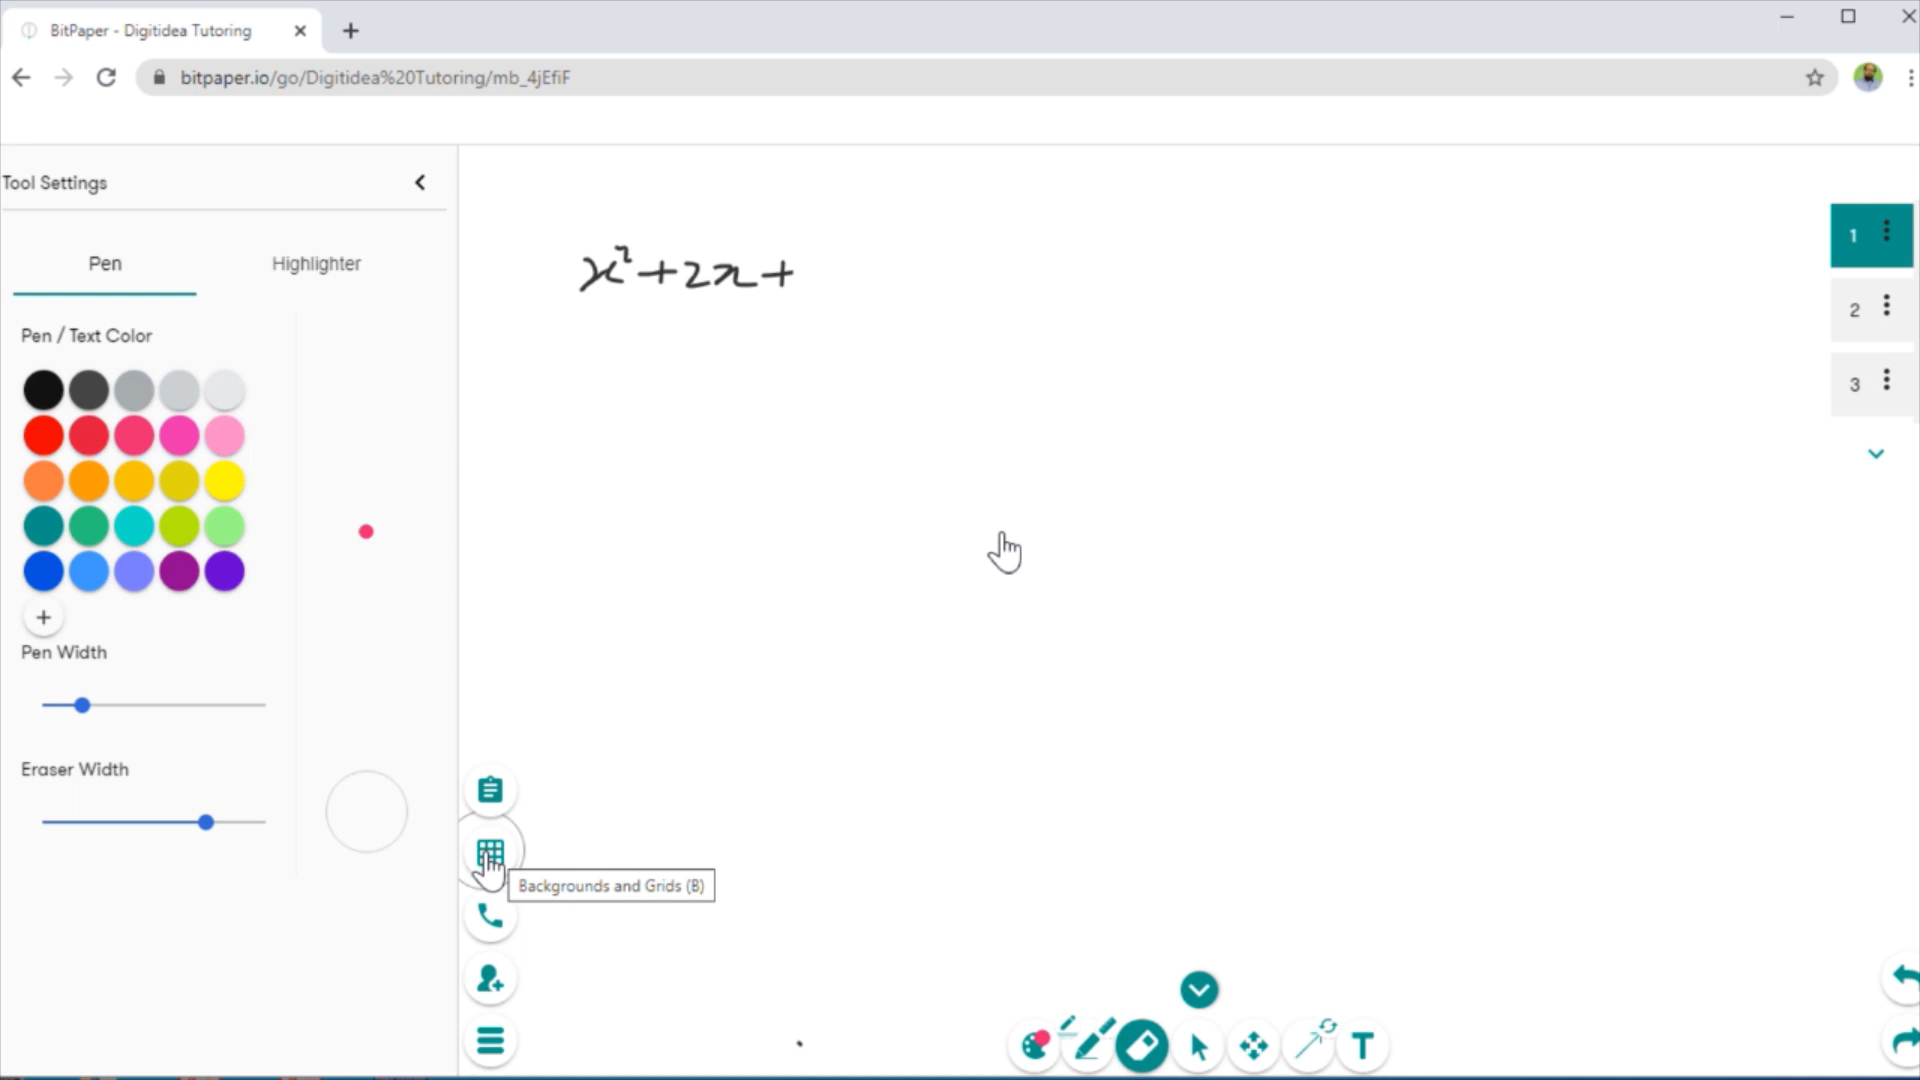 BitPaper - Digitidea Tutoring
bitpaper.io/go/Digitidea%20Tutoring/mb_4jEfiF
Tool Settings
Pen Highlighter
x²+2x+
1
2
3
Pen / Text Color
Pen Width
Eraser Width
Backgrounds and Grids (B)
T